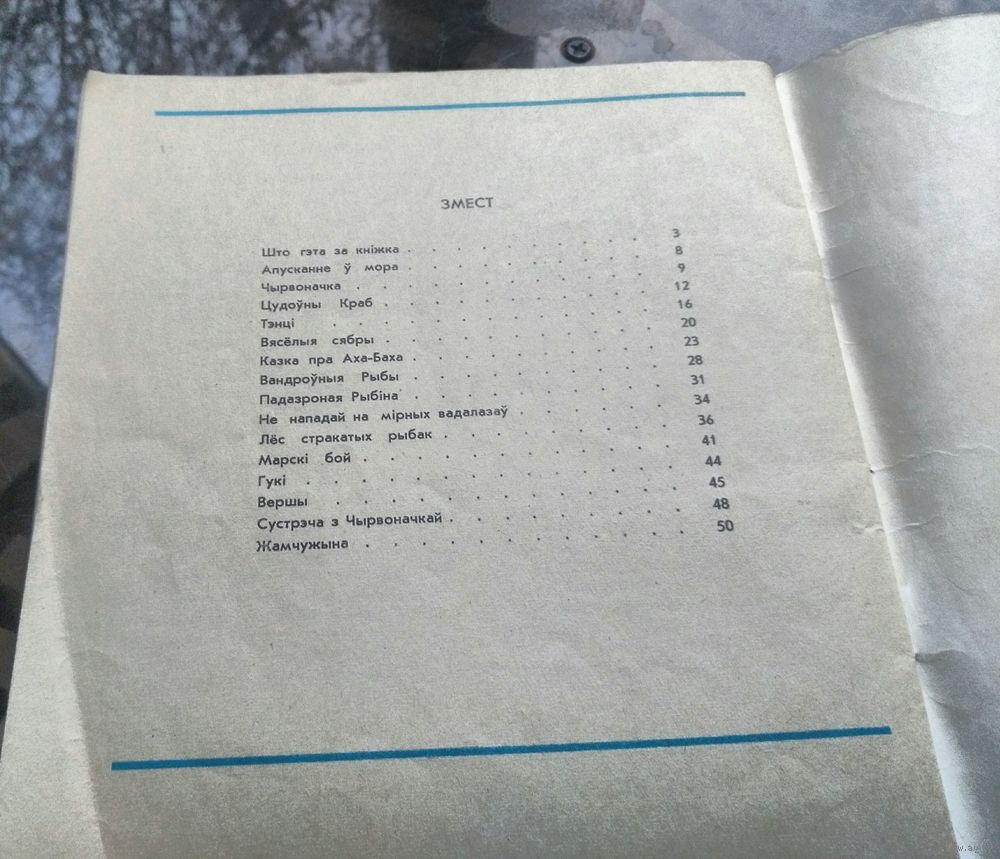 ЗМЕСТ
Што гэта за кніжка . . . . . . . . . 3
Апусканне ў мора . . . . . . . . . 8
Чырвоначка . . . . . . . . . . . 9
Цудоўны Краб . . . . . . . . . . 12
Тэнці . . . . . . . . . . . 16
Вясёлыя сябры . . . . . . . . . . 20
Казка пра Аха-Баха . . . . . . . . . 23
Вандроўныя Рыбы . . . . . . . . . 28
Падазроная Рыбіна . . . . . . . . . 31
Не нападай на мірных вадалазаў . . . . . 34
Лёс стракатых рыбак . . . . . . . . 36
Марскі бой . . . . . . . . . . . 41
Гукі . . . . . . . . . . . . . 44
Вершы . . . . . . . . . . . . 45
Сустрэча з Чырвоначкай . . . . . . . . 48
Жамчужына . . . . . . . . . . . 50